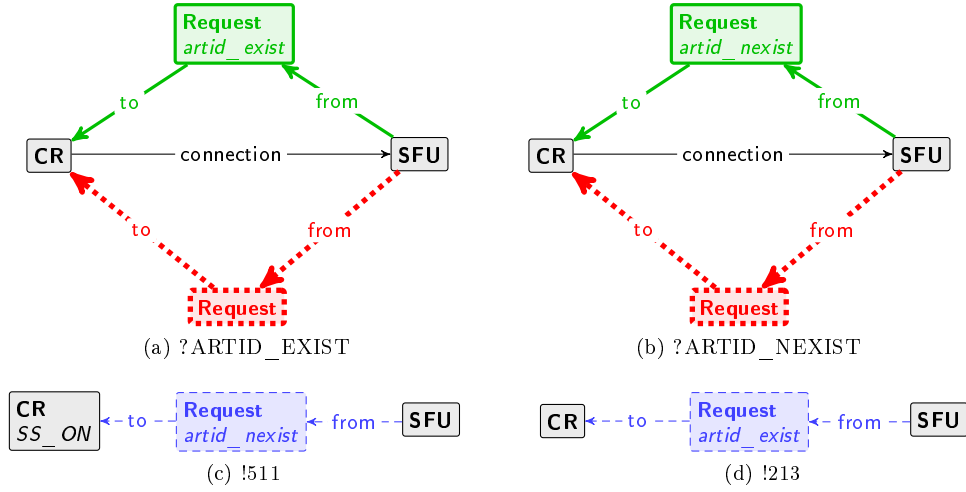 Request
artid_exist
to
from
CR
connection
SFU
to
from
Request
(a) ?ARTID_EXIST
Request
artid_nexist
to
from
CR
connection
SFU
to
from
Request
(b) ?ARTID_NEXIST
CR
SS_ON
to
Request
artid_nexist
from
SFU
(c) !511
CR
to
Request
artid_exist
from
SFU
(d) !213